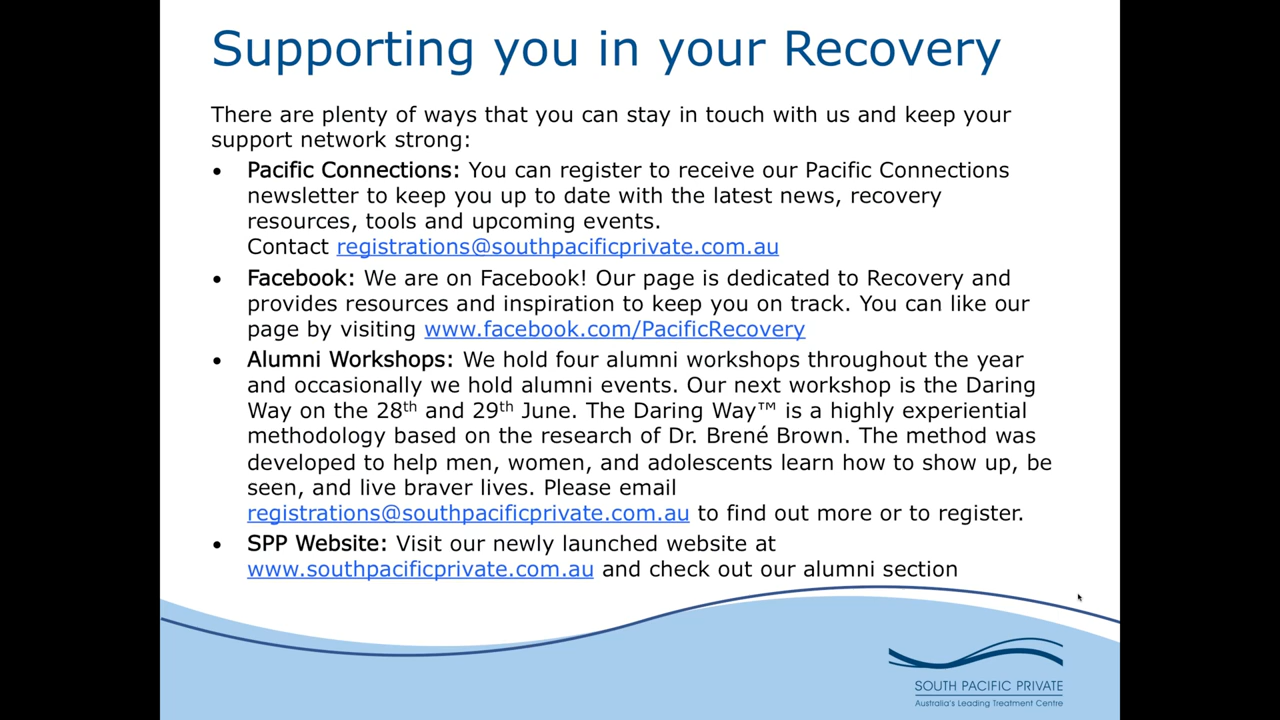 Supporting you in your Recovery
There are plenty of ways that you can stay in touch with us and keep your
support network strong:
• Pacific Connections: You can register to receive our Pacific Connections
newsletter to keep you up to date with the latest news, recovery
resources, tools and upcoming events.
Contact registrations@southpacificprivate.com.au
• Facebook: We are on Facebook! Our page is dedicated to Recovery and
provides resources and inspiration to keep you on track. You can like our
page by visiting www.facebook.com/PacificRecovery
• Alumni Workshops: We hold four alumni workshops throughout the year
and occasionally we hold alumni events. Our next workshop is the Daring
Way on the 28th and 29th June. The Daring Way™ is a highly experiential
methodology based on the research of Dr. Brené Brown. The method was
developed to help men, women, and adolescents learn how to show up, be
seen, and live braver lives. Please email
registrations@southpacificprivate.com.au to find out more or to register.
• SPP Website: Visit our newly launched website at
www.southpacificprivate.com.au and check out our alumni section
SOUTH PACIFIC PRIVATE
Australia's Leading Treatment Centre